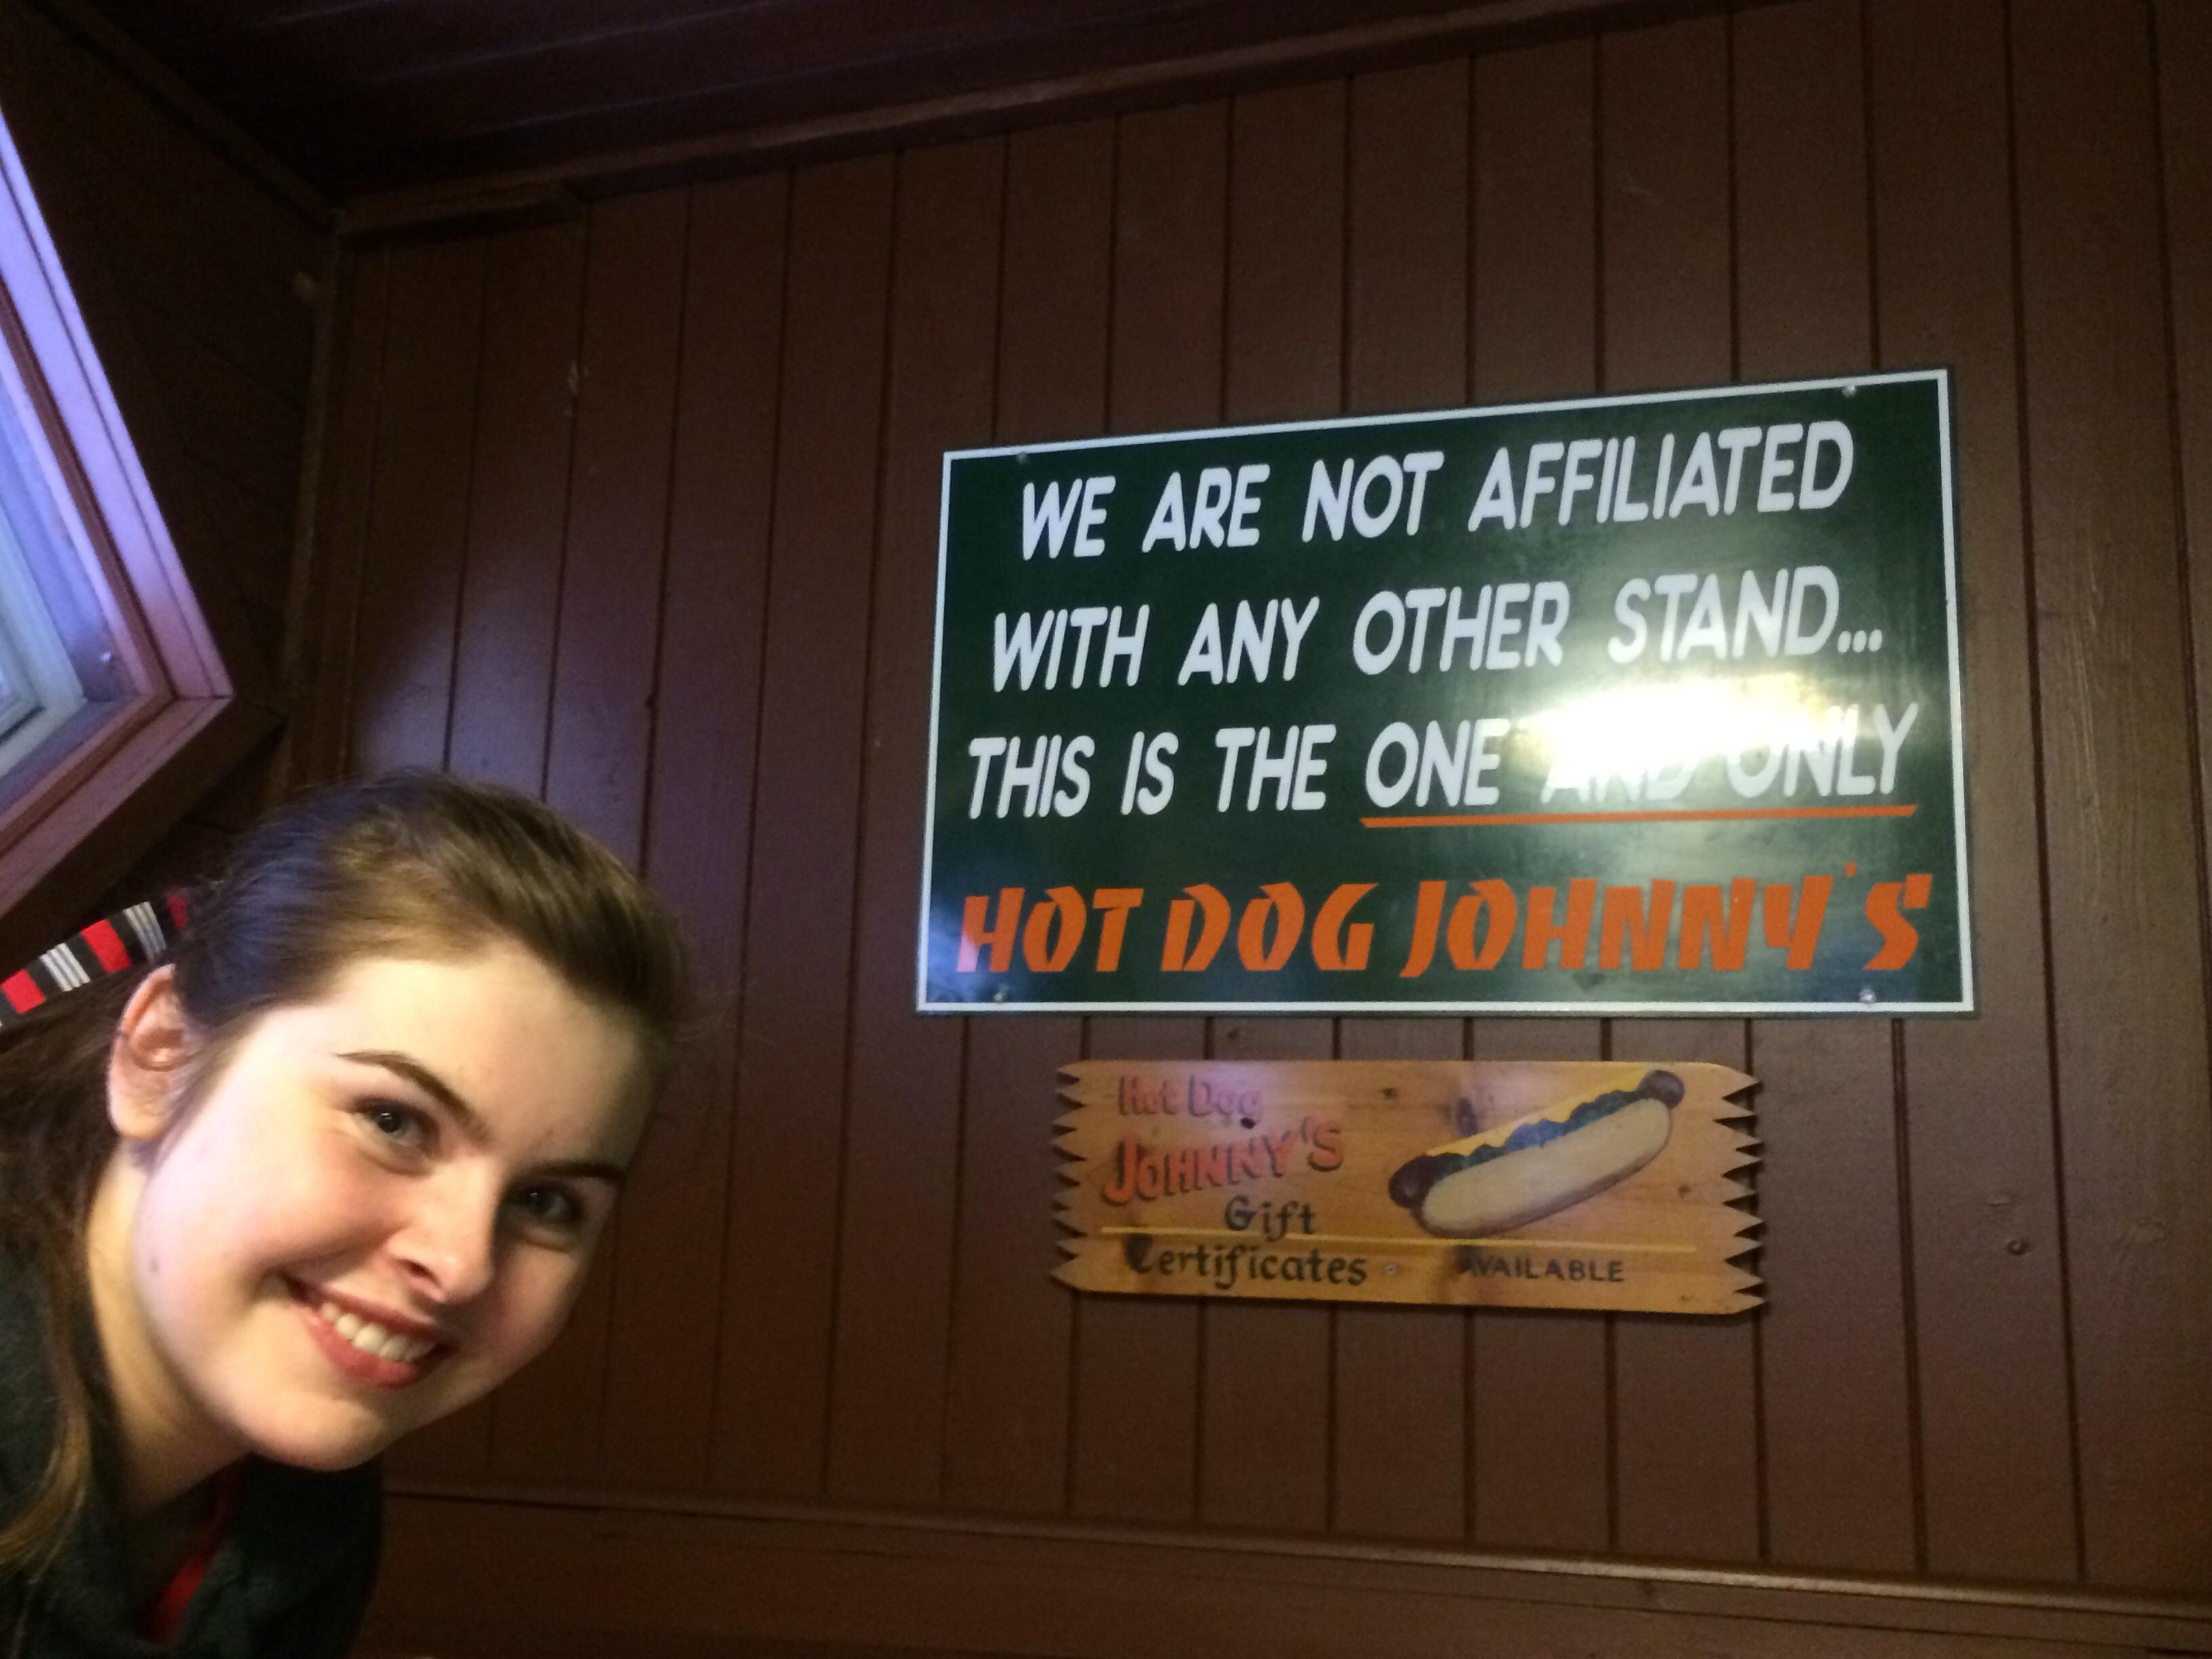 WE ARE NOT AFFILIATED
WITH ANY OTHER STAND...
THIS IS THE ONE AND ONLY
HOT DOG JOHNNY'S
Hot Dog
JOHNNY'S
Gift
Certificates AVAILABLE